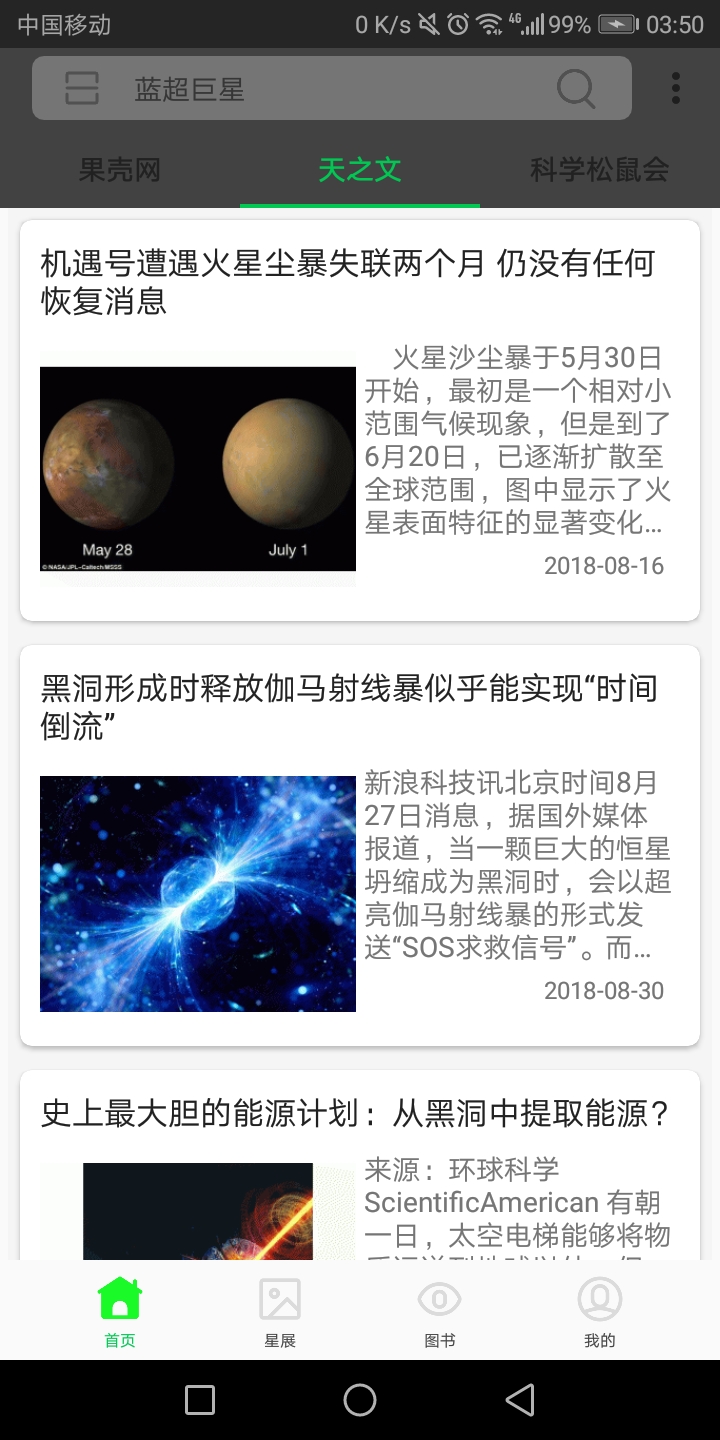 中国移动 0 K/s 4G 99% 03:50
蓝超巨星
果壳网 天之文 科学松鼠会
机遇号遭遇火星尘暴失联两个月 仍没有任何
恢复消息
火星沙尘暴于5月30日
开始，最初是一个相对小
范围气候现象，但是到了
6月20日，已逐渐扩散至
全球范围，图中显示了火
星表面特征的显著变化…
May 28 July 1
© NASA/JPL-Caltech/MSSS
2018-08-16
黑洞形成时释放伽马射线暴似乎能实现“时间
倒流”
新浪科技讯北京时间8月
27日消息，据国外媒体
报道，当一颗巨大的恒星
坍缩成为黑洞时，会以超
亮伽马射线暴的形式发
送“SOS求救信号”。而…
2018-08-30
史上最大胆的能源计划：从黑洞中提取能源？
来源：环球科学
ScientificAmerican 有朝
一日，太空电梯能够将物
首页 星展 图书 我的